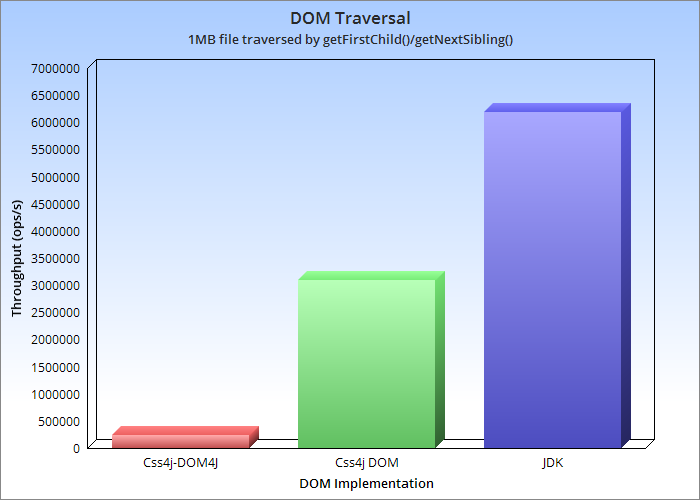 DOM Traversal
1MB file traversed by getFirstChild()/getNextSibling()
7000000
6500000
6000000
5500000
5000000
4500000
4000000
3500000
3000000
2500000
2000000
1500000
1000000
500000
0
Throughput (ops/s)
Css4j-DOM4J
Css4j DOM
JDK
DOM Implementation